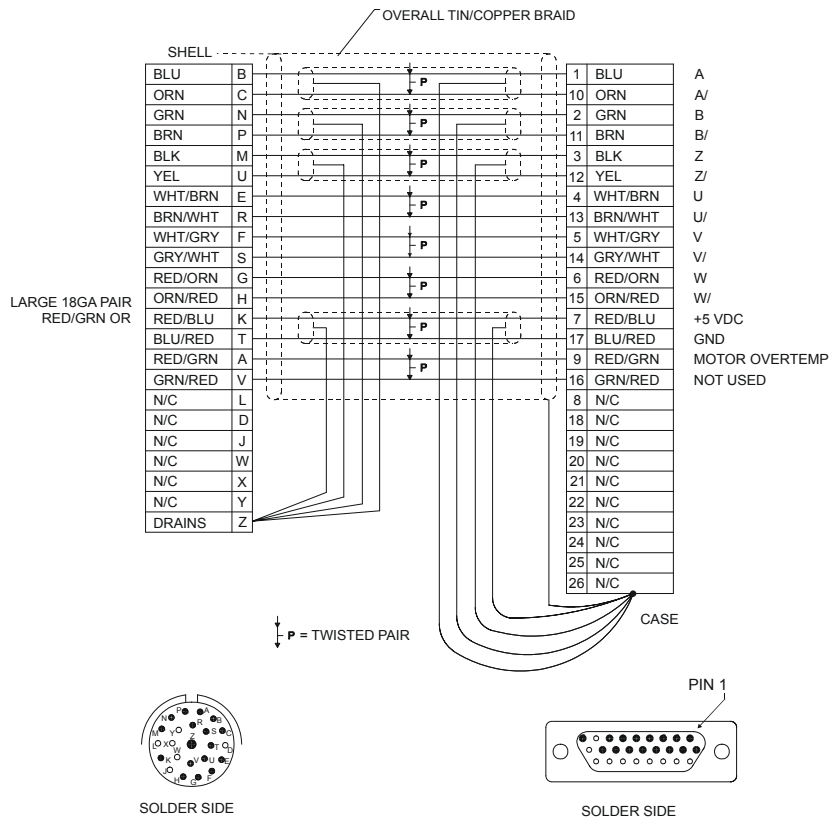 OVERALL TIN/COPPER BRAID
SHELL
BLU B P 1 BLU A
ORN C 10 ORN A/
GRN N P 2 GRN B
BRN P 11 BRN B/
BLK M P 3 BLK Z
YEL U 12 YEL Z/
WHT/BRN E P 4 WHT/BRN U
BRN/WHT R 13 BRN/WHT U/
WHT/GRY F P 5 WHT/GRY V
GRY/WHT S 14 GRY/WHT V/
RED/ORN G P 6 RED/ORN W
LARGE 18GA PAIR ORN/RED H 15 ORN/RED W/
RED/GRN OR RED/BLU K P 7 RED/BLU +5 VDC
BLU/RED T 17 BLU/RED GND
RED/GRN A P 9 RED/GRN MOTOR OVERTEMP
GRN/RED V 16 GRN/RED NOT USED
N/C L 8 N/C
N/C D 18 N/C
N/C J 19 N/C
N/C W 20 N/C
N/C X 21 N/C
N/C Y 22 N/C
DRAINS Z 23 N/C
24 N/C
25 N/C
26 N/C
CASE
P = TWISTED PAIR
PIN 1
P A
N R B
M Y Z S C
L X W T D
K V U E
J H G F
SOLDER SIDE
SOLDER SIDE